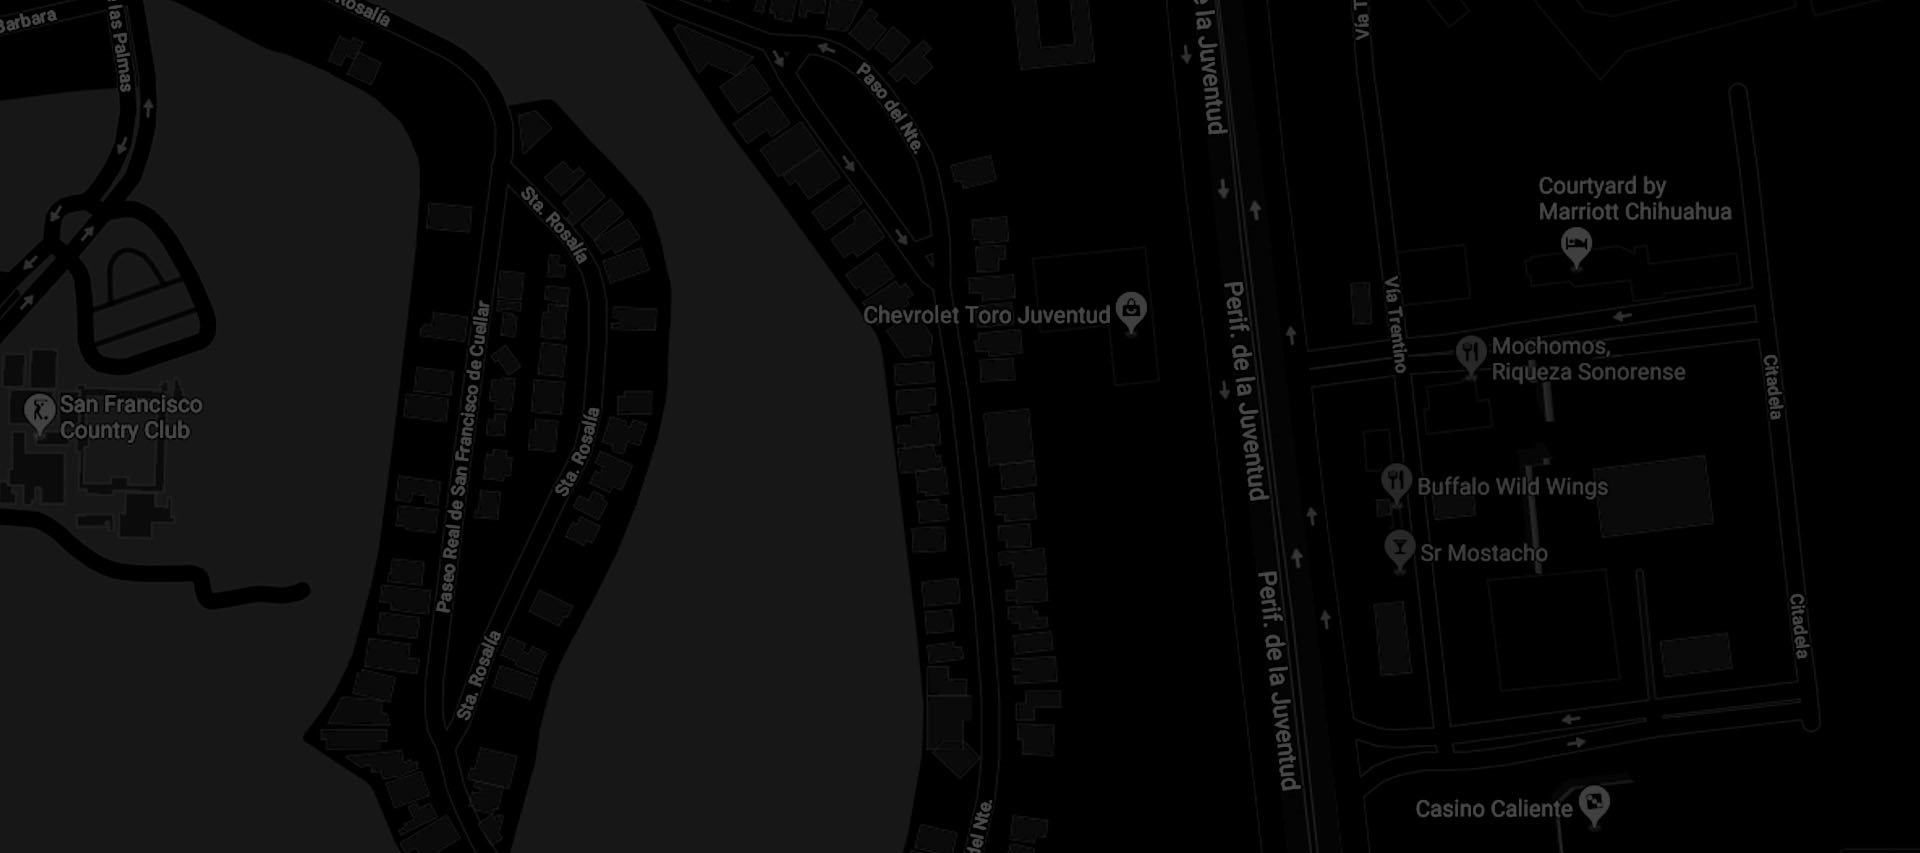 Barbara
las Palmas
Rosalía
Paso del Nte.
e la Juventud
Vía T
Courtyard by
Marriott Chihuahua
Sta. Rosalía
Chevrolet Toro Juventud
Perif. de la Juventud
Vía Trentino
Mochomos,
Riqueza Sonorense
Citadela
San Francisco
Country Club
Paseo Real de San Francisco de Cuellar
Sta. Rosalía
Buffalo Wild Wings
Sr Mostacho
Perif. de la Juventud
Citadela
Sta. Rosalía
del Nte.
Casino Caliente